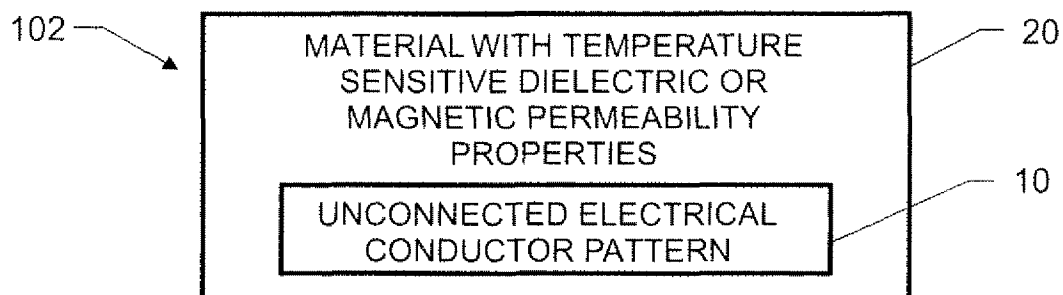 102
MATERIAL WITH TEMPERATURE
20
SENSITIVE DIELECTRIC OR
MAGNETIC PERMEABILITY
PROPERTIES
10
UNCONNECTED ELECTRICAL
CONDUCTOR PATTERN